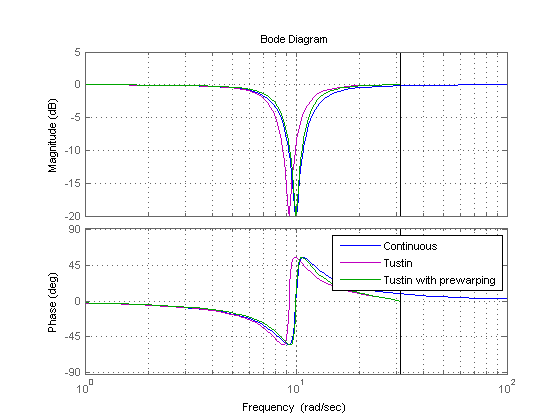 Bode Diagram
5
0
-5
-10
-15
-20
Magnitude (dB)
90
45
0
-45
-90
Phase (deg)
Continuous
Tustin
Tustin with prewarping
10^0
10^1
10^2
Frequency (rad/sec)